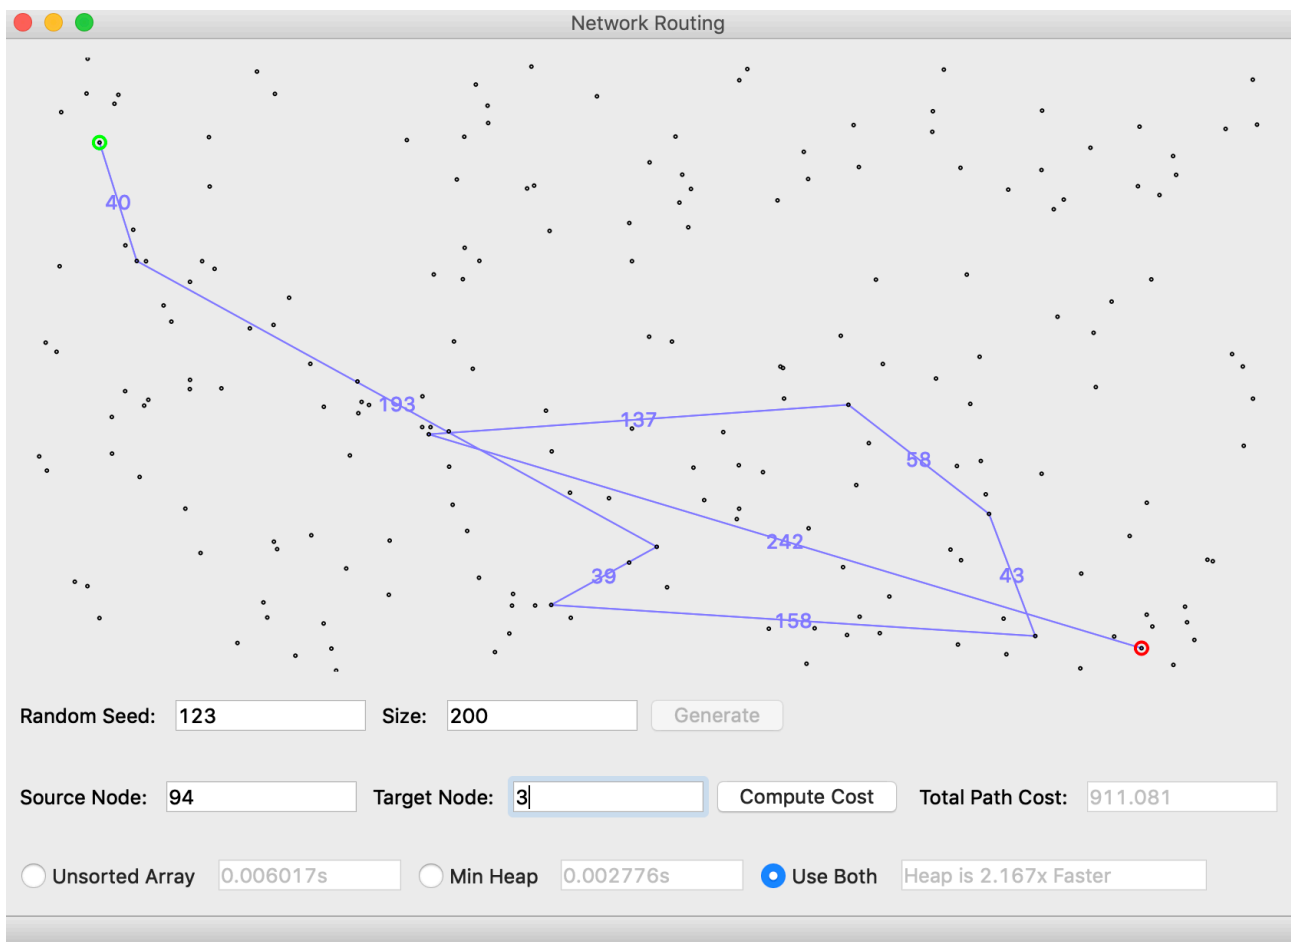 Network Routing
40
193
137
58
242
39
43
158
Random Seed: 123 Size: 200 Generate
Source Node: 94 Target Node: 3 Compute Cost Total Path Cost: 911.081
Unsorted Array 0.006017s Min Heap 0.002776s Use Both Heap is 2.167x Faster